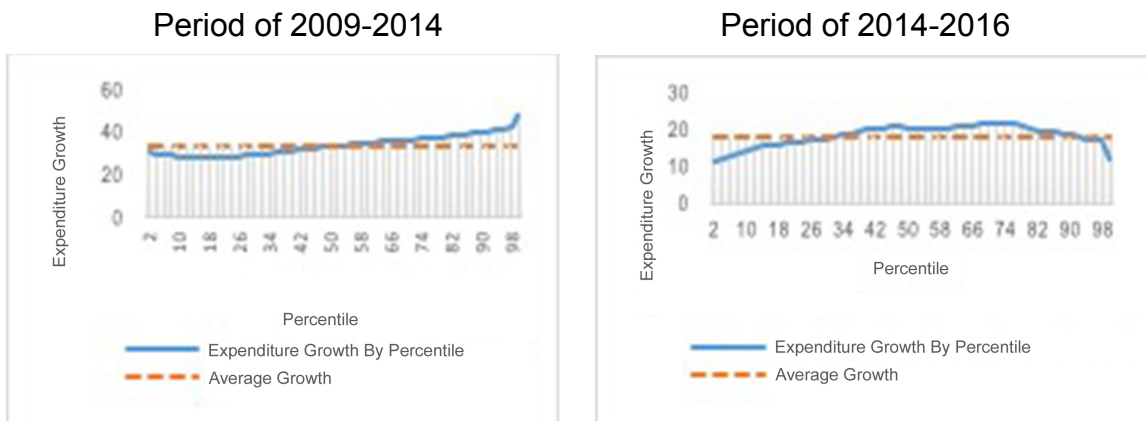 Period of 2009-2014
60
40
20
0
Expenditure Growth
2 10 18 26 34 42 50 58 66 74 82 90 98
Percentile
Expenditure Growth By Percentile
Average Growth
Period of 2014-2016
30
20
10
0
Expenditure Growth
2 10 18 26 34 42 50 58 66 74 82 90 98
Percentile
Expenditure Growth By Percentile
Average Growth